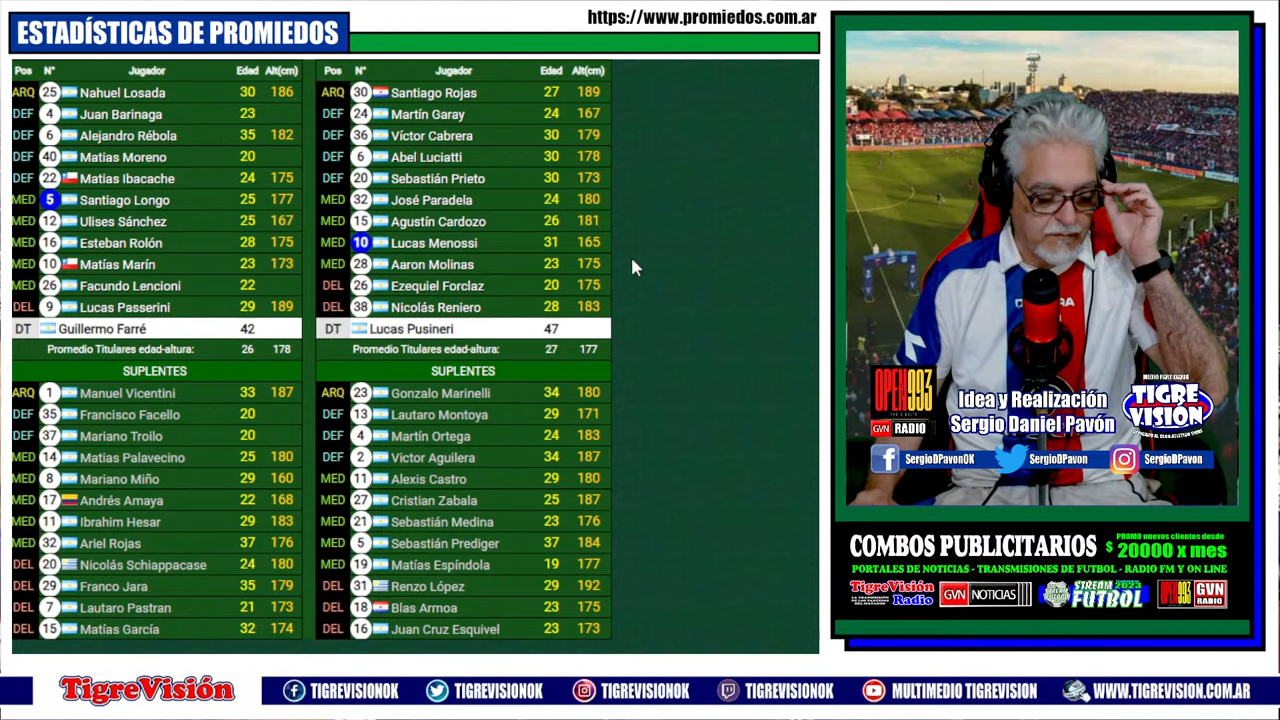 ESTADÍSTICAS DE PROMIEDOS
https://www.promiedos.com.ar
Pos N° Jugador Edad Alt(cm)
ARQ 25 Nahuel Losada 30 186
DEF 4 Juan Barinaga 23
DEF 6 Alejandro Rébola 35 182
DEF 40 Matias Moreno 20
DEF 22 Matias Ibacache 24 175
MED 5 Santiago Longo 25 177
MED 12 Ulises Sánchez 25 167
MED 16 Esteban Rolón 28 175
MED 10 Matías Marín 23 173
MED 26 Facundo Lencioni 22
DEL 9 Lucas Passerini 29 189
DT Guillermo Farré 42
Promedio Titulares edad-altura: 26 178
SUPLENTES
ARQ 1 Manuel Vicentini 33 187
DEF 35 Francisco Facello 20
DEF 37 Mariano Troilo 20
MED 14 Matias Palavecino 25 180
MED 8 Mariano Miño 29 160
MED 17 Andrés Amaya 22 168
MED 11 Ibrahim Hesar 29 183
MED 32 Ariel Rojas 37 176
DEL 20 Nicolás Schiappacase 24 180
DEL 29 Franco Jara 35 179
DEL 7 Lautaro Pastran 21 173
DEL 15 Matías García 32 174
Pos N° Jugador Edad Alt(cm)
ARQ 30 Santiago Rojas 27 189
DEF 24 Martín Garay 24 167
DEF 36 Víctor Cabrera 30 179
DEF 6 Abel Luciatti 30 178
DEF 20 Sebastián Prieto 30 173
MED 32 José Paradela 24 180
MED 15 Agustín Cardozo 26 181
MED 10 Lucas Menossi 31 165
MED 28 Aaron Molinas 23 175
DEL 26 Ezequiel Forclaz 20 175
DEL 38 Nicolás Reniero 28 183
DT Lucas Pusineri 47
Promedio Titulares edad-altura: 27 177
SUPLENTES
ARQ 23 Gonzalo Marinelli 34 180
DEF 13 Lautaro Montoya 29 171
DEF 4 Martín Ortega 24 183
DEF 2 Victor Aguilera 34 187
MED 11 Alexis Castro 29 180
MED 27 Cristian Zabala 25 187
MED 21 Sebastián Medina 23 176
MED 5 Sebastián Prediger 37 184
MED 19 Matías Espíndola 19 177
DEL 31 Renzo López 29 192
DEL 18 Blas Armoa 23 175
DEL 16 Juan Cruz Esquivel 23 173
OPEN993
GVN RADIO
Idea y Realización
Sergio Daniel Pavón
MEDIO PARTIDARIO
TIGRE
VISIÓN
SergioDPavonOK SergioDPavon SergioDPavon
COMBOS PUBLICITARIOS
PROMO nuevos clientes desde
$ 20000 x mes
PORTALES DE NOTICIAS - TRANSMISIONES DE FUTBOL - RADIO FM Y ON LINE
TigreVisión
Radio
GVN NOTICIAS
STREAM 2023
FÚTBOL
OPEN993 GVN RADIO
TigreVisión
TIGREVISIONOK TIGREVISIONOK TIGREVISIONOK TIGREVISIONOK MULTIMEDIO TIGREVISION WWW.TIGREVISION.COM.AR